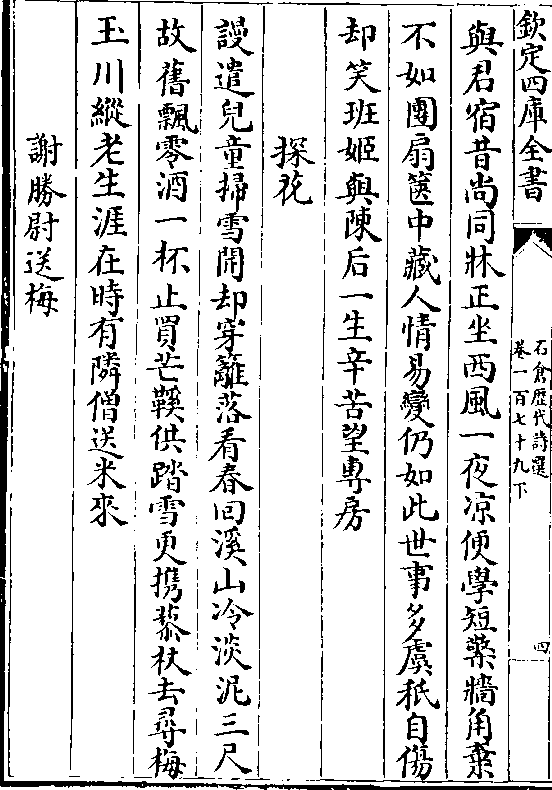 欽定四庫全書
石倉歷代詩選
卷一百七十九下
四
與君宿昔尚同牀正坐西風一夜凉便學短檠牆角棄
不如團扇篋中藏人情易變仍如此世事多虞秖自傷
却笑班姬與陳后一生辛苦望專房
探花
謾遣兒童掃雪開却穿籬落看春回溪山冷淡泥三尺
故舊飄零酒一杯止買芒鞵供踏雪更携藜杖去尋梅
玉川縱老生涯在時有隣僧送米來
謝勝尉送梅